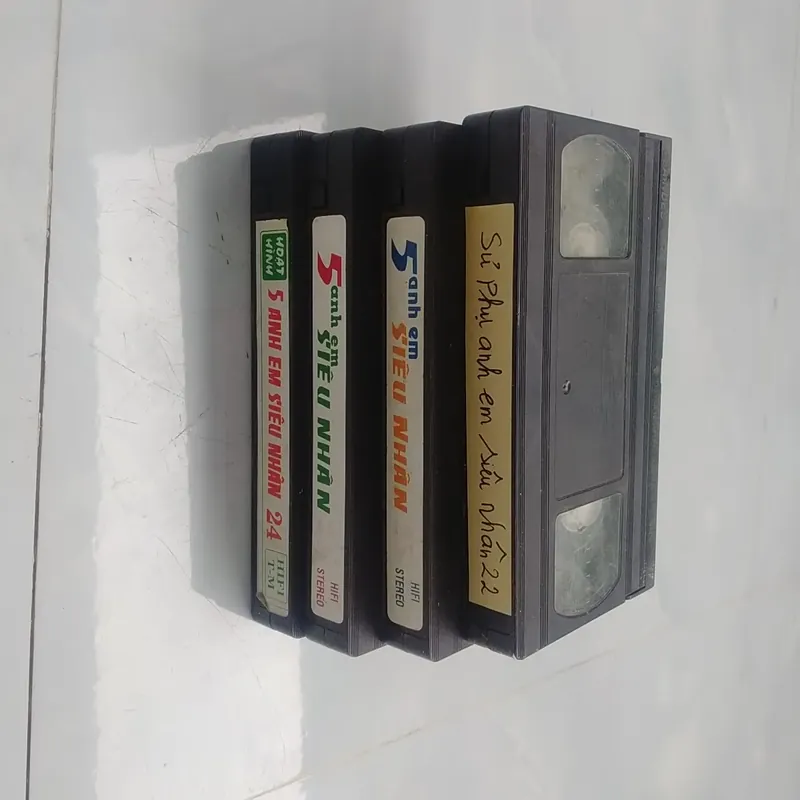 HOẠT
HÌNH
5 ANH EM SIÊU NHÂN 24
HIFI
T-M
5 anh em
SIÊU NHÂN
HIFI
STEREO
5 anh em
SIÊU NHÂN
HIFI
STEREO
Sư Phụ anh em siêu nhân 22